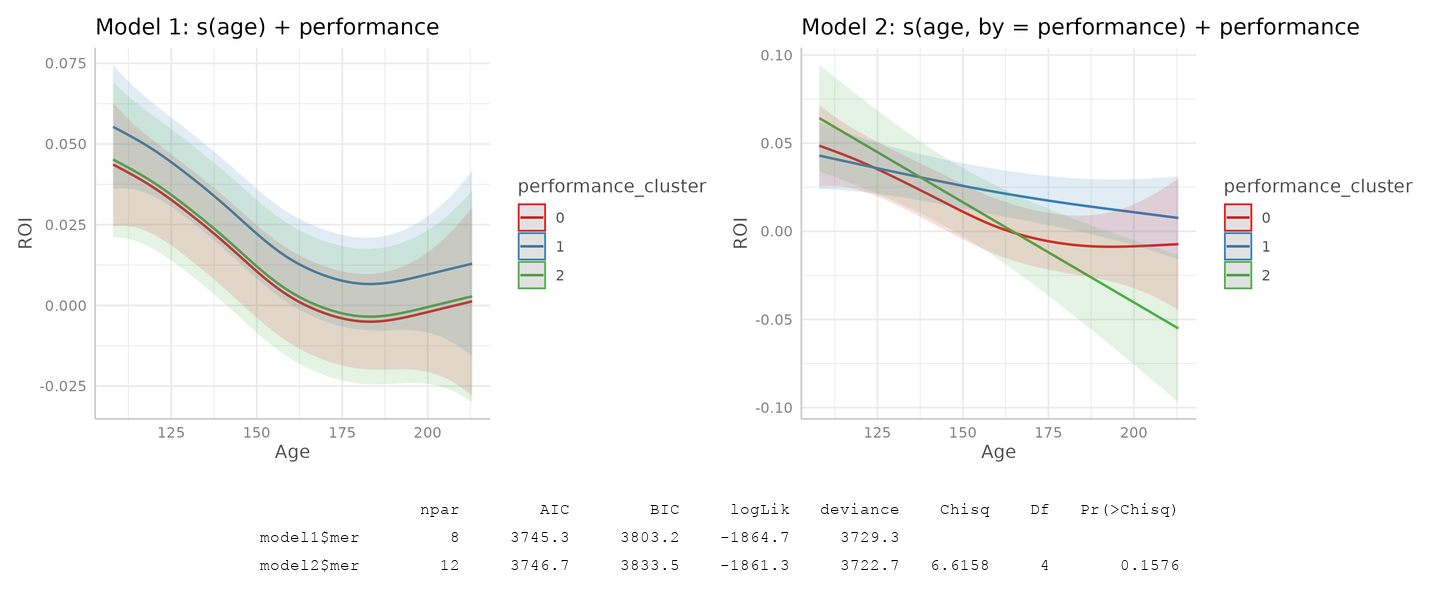 Model 1: s(age) + performance
0.075
0.050
0.025
0.000
-0.025
ROI
125 150 175 200
Age
performance_cluster
0
1
2
Model 2: s(age, by = performance) + performance
0.10
0.05
0.00
-0.05
-0.10
ROI
125 150 175 200
Age
performance_cluster
0
1
2
npar AIC BIC logLik deviance Chisq Df Pr(>Chisq)
model1$mer 8 3745.3 3803.2 -1864.7 3729.3
model2$mer 12 3746.7 3833.5 -1861.3 3722.7 6.6158 4 0.1576